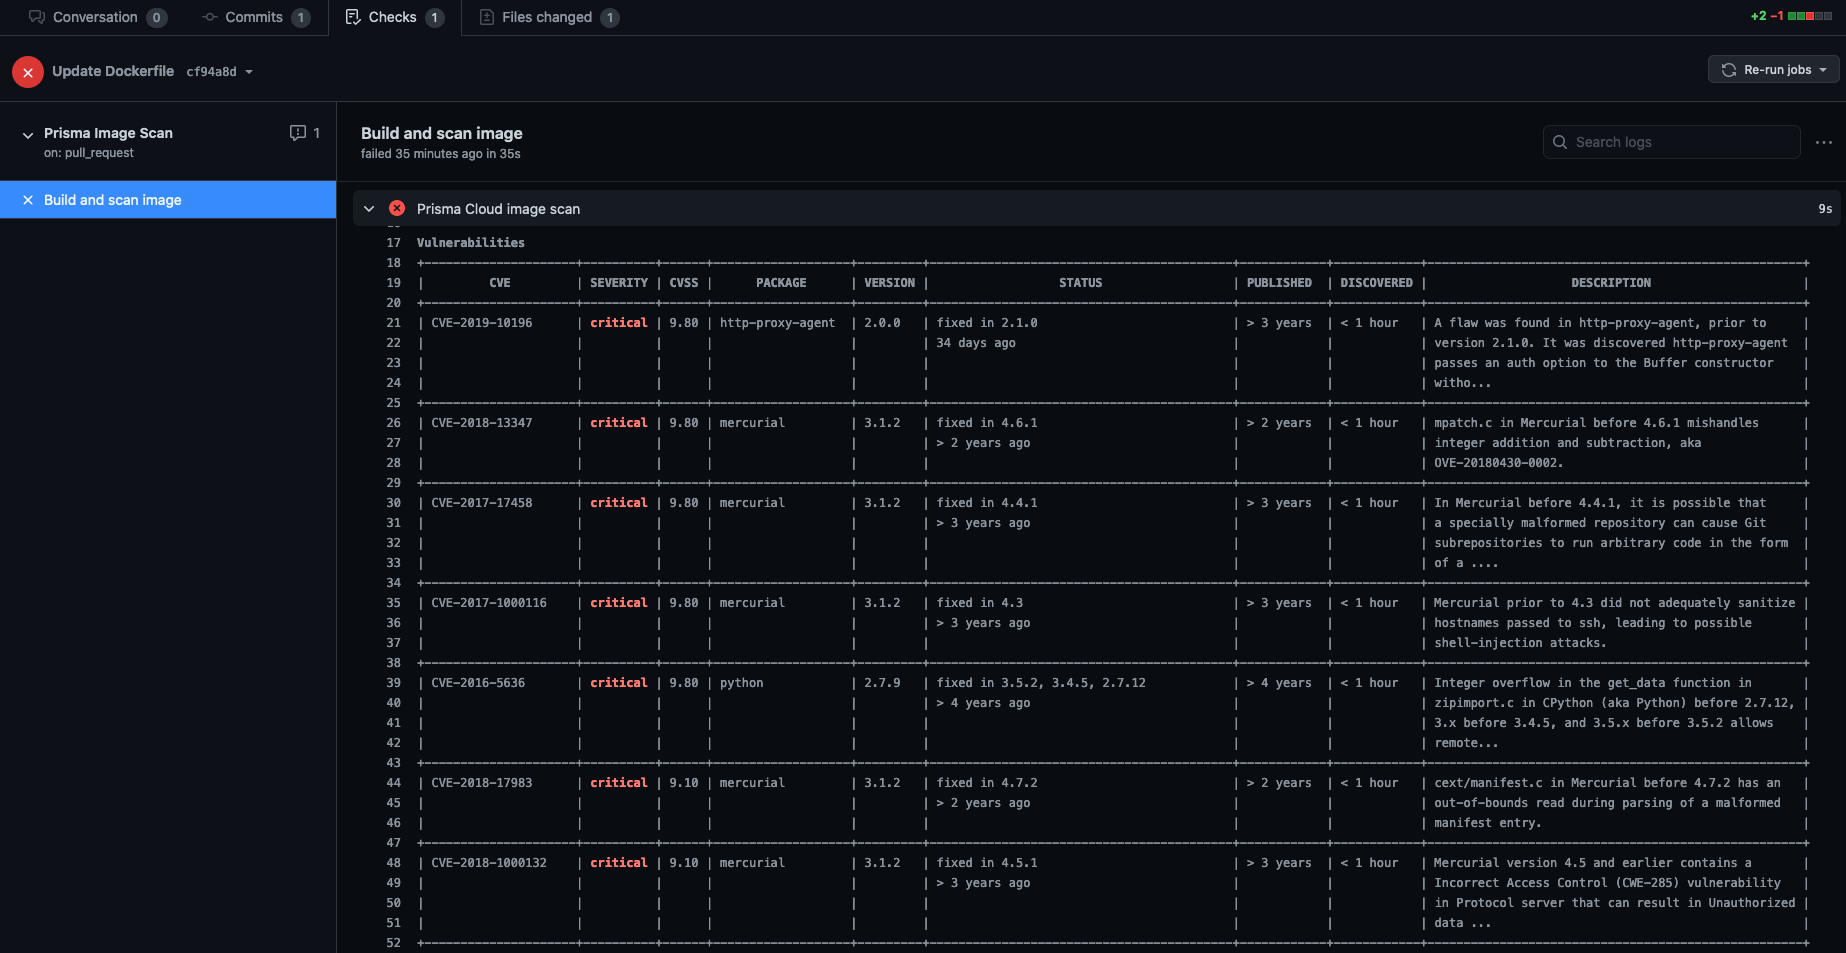 Conversation 0 Commits 1 Checks 1 Files changed 1 +2 −1
Update Dockerfile cf94a8d Re-run jobs
Prisma Image Scan 1
on: pull_request
Build and scan image
Build and scan image
failed 35 minutes ago in 35s
Search logs
Prisma Cloud image scan 9s
17 Vulnerabilities
18
19 | CVE | SEVERITY | CVSS | PACKAGE | VERSION | STATUS | PUBLISHED | DISCOVERED | DESCRIPTION |
20
21 | CVE-2019-10196 | critical | 9.80 | http-proxy-agent | 2.0.0 | fixed in 2.1.0 | > 3 years | < 1 hour | A flaw was found in http-proxy-agent, prior to |
22 | | | | | | 34 days ago | | | version 2.1.0. It was discovered http-proxy-agent |
23 | | | | | | | | | passes an auth option to the Buffer constructor |
24 | | | | | | | | | witho... |
25
26 | CVE-2018-13347 | critical | 9.80 | mercurial | 3.1.2 | fixed in 4.6.1 | > 2 years | < 1 hour | mpatch.c in Mercurial before 4.6.1 mishandles |
27 | | | | | | > 2 years ago | | | integer addition and subtraction, aka |
28 | | | | | | | | | OVE-20180430-0002. |
29
30 | CVE-2017-17458 | critical | 9.80 | mercurial | 3.1.2 | fixed in 4.4.1 | > 3 years | < 1 hour | In Mercurial before 4.4.1, it is possible that |
31 | | | | | | > 3 years ago | | | a specially malformed repository can cause Git |
32 | | | | | | | | | subrepositories to run arbitrary code in the form |
33 | | | | | | | | | of a .... |
34
35 | CVE-2017-1000116 | critical | 9.80 | mercurial | 3.1.2 | fixed in 4.3 | > 3 years | < 1 hour | Mercurial prior to 4.3 did not adequately sanitize |
36 | | | | | | > 3 years ago | | | hostnames passed to ssh, leading to possible |
37 | | | | | | | | | shell-injection attacks. |
38
39 | CVE-2016-5636 | critical | 9.80 | python | 2.7.9 | fixed in 3.5.2, 3.4.5, 2.7.12 | > 4 years | < 1 hour | Integer overflow in the get_data function in |
40 | | | | | | > 4 years ago | | | zipimport.c in CPython (aka Python) before 2.7.12, |
41 | | | | | | | | | 3.x before 3.4.5, and 3.5.x before 3.5.2 allows |
42 | | | | | | | | | remote... |
43
44 | CVE-2018-17983 | critical | 9.10 | mercurial | 3.1.2 | fixed in 4.7.2 | > 2 years | < 1 hour | cext/manifest.c in Mercurial before 4.7.2 has an |
45 | | | | | | > 2 years ago | | | out-of-bounds read during parsing of a malformed |
46 | | | | | | | | | manifest entry. |
47
48 | CVE-2018-1000132 | critical | 9.10 | mercurial | 3.1.2 | fixed in 4.5.1 | > 3 years | < 1 hour | Mercurial version 4.5 and earlier contains a |
49 | | | | | | > 3 years ago | | | Incorrect Access Control (CWE-285) vulnerability |
50 | | | | | | | | | in Protocol server that can result in Unauthorized |
51 | | | | | | | | | data ... |
52